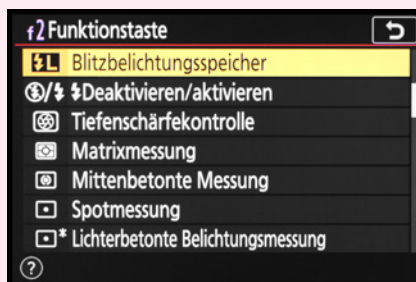 f2 Funktionstaste
⚡L Blitzbelichtungsspeicher
/⚡ ⚡Deaktivieren/aktivieren
Tiefenschärfekontrolle
Matrixmessung
Mittenbetonte Messung
Spotmessung
* Lichterbetonte Belichtungsmessung
?